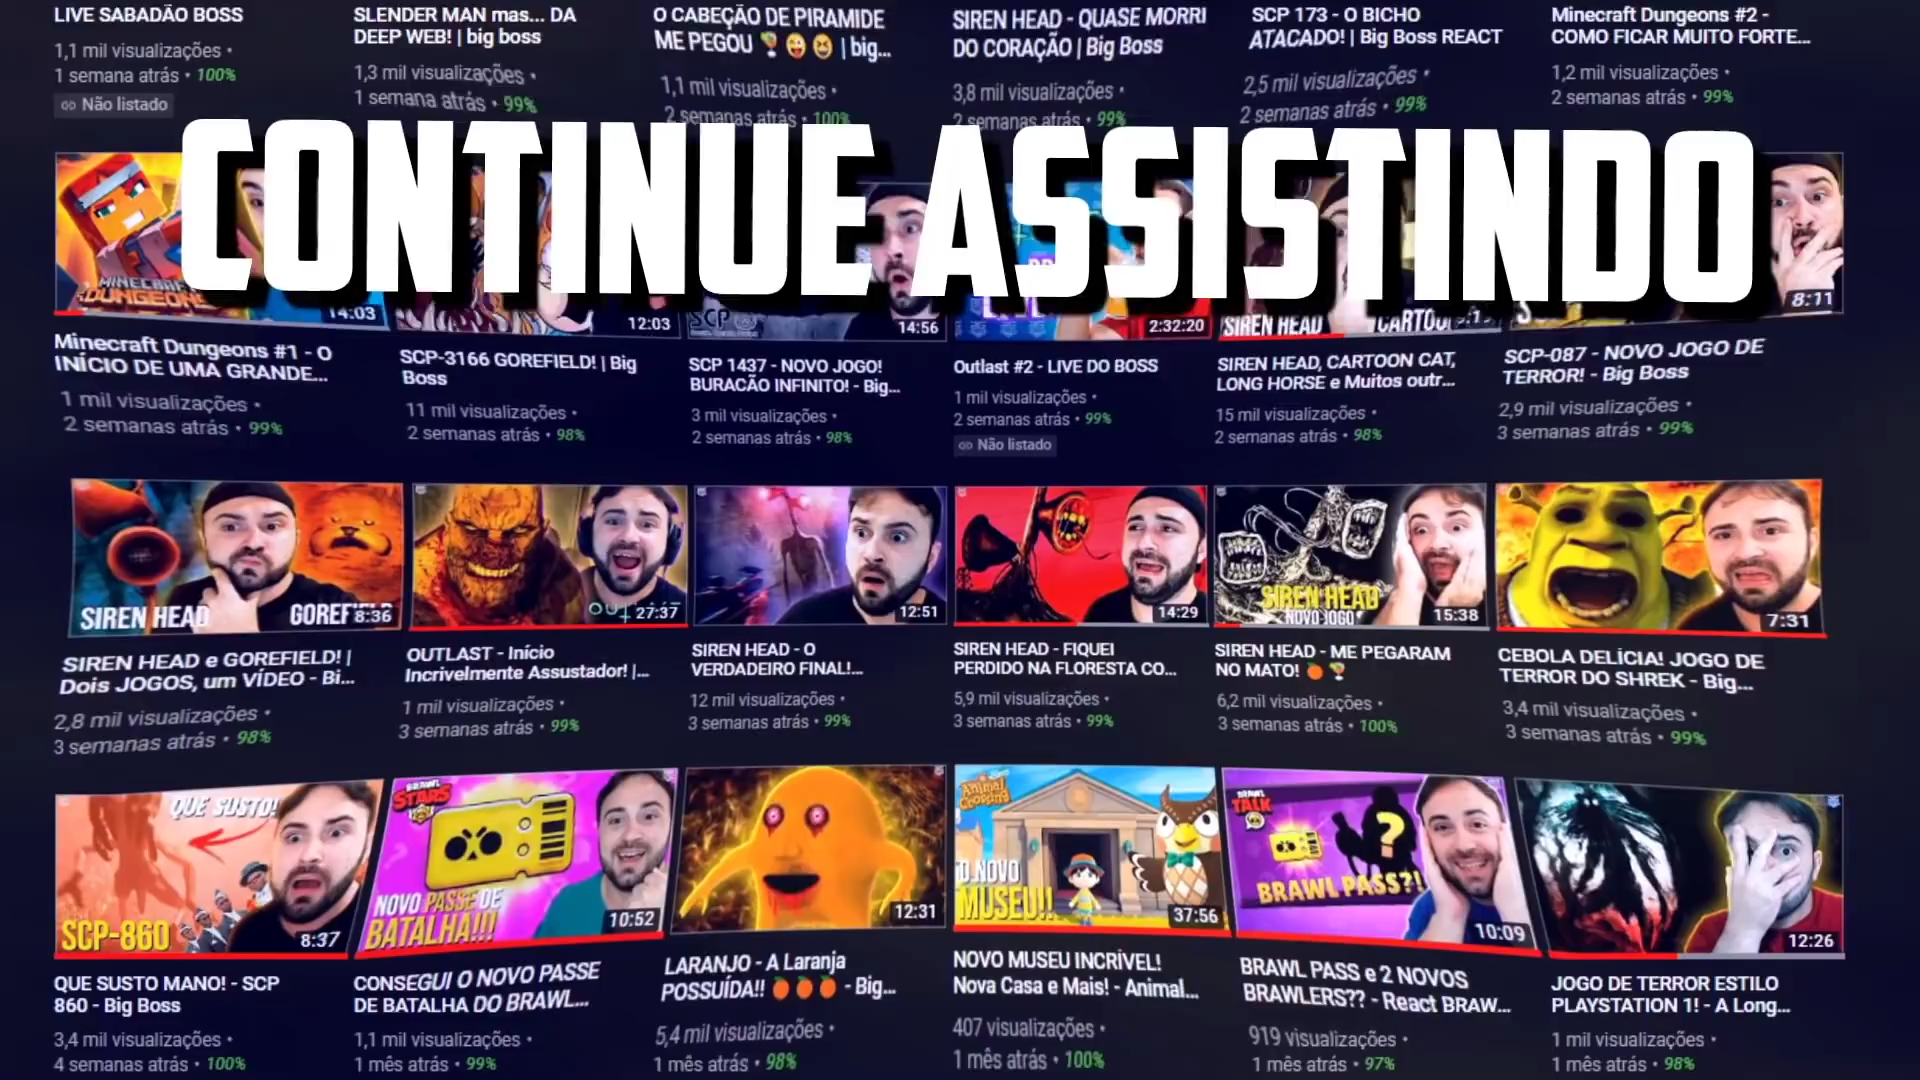 LIVE SABADÃO BOSS
1,1 mil visualizações •
1 semana atrás • 100%
Não listado
SLENDER MAN mas... DA
DEEP WEB! | big boss
1,3 mil visualizações •
1 semana atrás • 99%
O CABEÇÃO DE PIRAMIDE
ME PEGOU 🍹😜😆 | big...
1,1 mil visualizações •
2 semanas atrás • 100%
SIREN HEAD - QUASE MORRI
DO CORAÇÃO | Big Boss
3,8 mil visualizações •
2 semanas atrás • 99%
SCP 173 - O BICHO
ATACADO! | Big Boss REACT
2,5 mil visualizações •
2 semanas atrás • 99%
Minecraft Dungeons #2 -
COMO FICAR MUITO FORTE...
1,2 mil visualizações •
2 semanas atrás • 99%
CONTINUE ASSISTINDO
MINECRAFT
DUNGEONS
14:03
Minecraft Dungeons #1 - O
INÍCIO DE UMA GRANDE...
1 mil visualizações •
2 semanas atrás • 99%
12:03
SCP-3166 GOREFIELD! | Big
Boss
11 mil visualizações •
2 semanas atrás • 98%
SCP
14:56
SCP 1437 - NOVO JOGO!
BURACÃO INFINITO! - Big...
3 mil visualizações •
2 semanas atrás • 98%
2:32:20
Outlast #2 - LIVE DO BOSS
1 mil visualizações •
2 semanas atrás • 99%
Não listado
SIREN HEAD
SIREN HEAD, CARTOON CAT,
LONG HORSE e Muitos outr...
15 mil visualizações •
2 semanas atrás • 98%
8:11
SCP-087 - NOVO JOGO DE
TERROR! - Big Boss
2,9 mil visualizações •
3 semanas atrás • 99%
SIREN HEAD
8:36
SIREN HEAD e GOREFIELD! |
Dois JOGOS, um VÍDEO - Bi...
2,8 mil visualizações •
3 semanas atrás • 98%
27:37
OUTLAST - Início
Incrivelmente Assustador! |...
1 mil visualizações •
3 semanas atrás • 99%
12:51
SIREN HEAD - O
VERDADEIRO FINAL!...
12 mil visualizações •
3 semanas atrás • 99%
14:29
SIREN HEAD - FIQUEI
PERDIDO NA FLORESTA CO...
5,9 mil visualizações •
3 semanas atrás • 99%
SIREN HEAD
NOVO JOGO
15:38
SIREN HEAD - ME PEGARAM
NO MATO! 🍊🍹
6,2 mil visualizações •
3 semanas atrás • 100%
7:31
CEBOLA DELÍCIA! JOGO DE
TERROR DO SHREK - Big...
3,4 mil visualizações •
3 semanas atrás • 99%
QUE SUSTO!
SCP-860
8:37
QUE SUSTO MANO! - SCP
860 - Big Boss
3,4 mil visualizações •
4 semanas atrás • 100%
BRAWL
STARS
NOVO PASSE DE
BATALHA!!!
10:52
CONSEGUI O NOVO PASSE
DE BATALHA DO BRAWL...
1,1 mil visualizações •
1 mês atrás • 99%
12:31
LARANJO - A Laranja
POSSUÍDA!! 🍊🍊🍊 - Big...
5,4 mil visualizações •
1 mês atrás • 98%
Animal
Crossing
O NOVO
MUSEU!!
37:56
NOVO MUSEU INCRÍVEL!
Nova Casa e Mais! - Animal...
407 visualizações •
1 mês atrás • 100%
BRAWL
TALK
?
BRAWL PASS?!
10:09
BRAWL PASS e 2 NOVOS
BRAWLERS?? - React BRAW...
919 visualizações •
1 mês atrás • 97%
12:26
JOGO DE TERROR ESTILO
PLAYSTATION 1! - A Long...
1 mil visualizações •
1 mês atrás • 98%